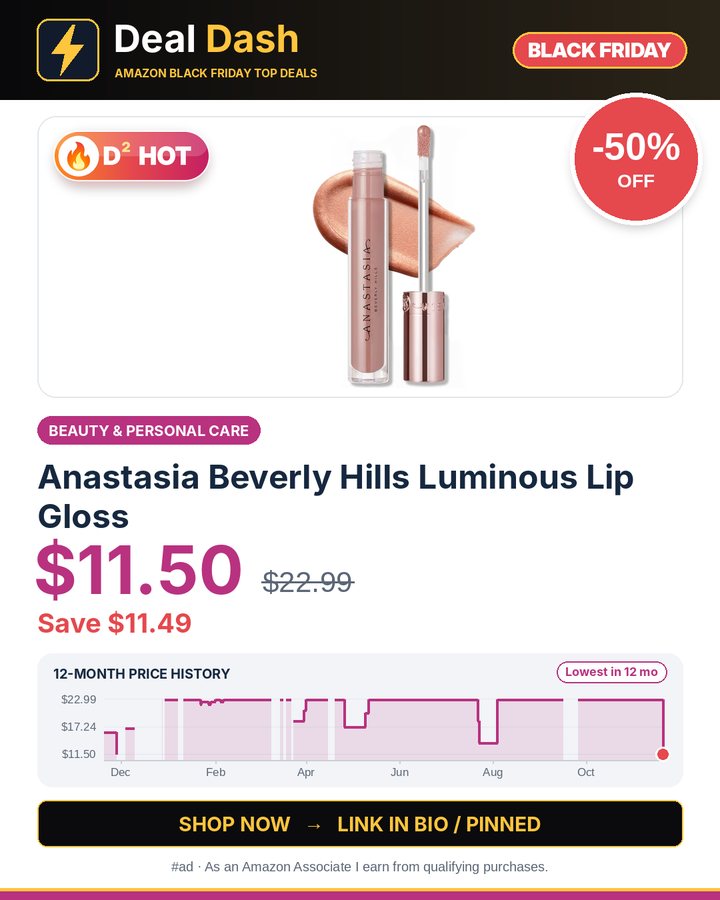 Deal Dash
AMAZON BLACK FRIDAY TOP DEALS
BLACK FRIDAY
D² HOT
-50%
OFF
ANASTASIA
BEVERLY HILLS
BEAUTY & PERSONAL CARE
Anastasia Beverly Hills Luminous Lip
Gloss
$11.50 $22.99
Save $11.49
12-MONTH PRICE HISTORY
Lowest in 12 mo
$22.99
$17.24
$11.50
Dec Feb Apr Jun Aug Oct
SHOP NOW → LINK IN BIO / PINNED
#ad · As an Amazon Associate I earn from qualifying purchases.